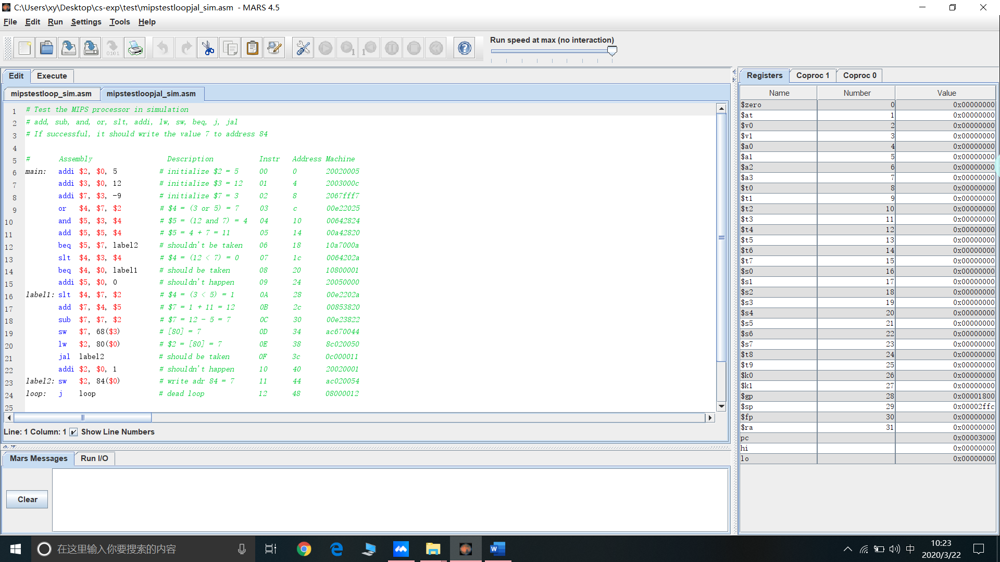 C:\Users\xy\Desktop\cs-exp\test\mipstestloopjal_sim.asm - MARS 4.5
File Edit Run Settings Tools Help
Run speed at max (no interaction)
Edit Execute
mipstestloop_sim.asm mipstestloopjal_sim.asm
1 # Test the MIPS processor in simulation
2 # add, sub, and, or, slt, addi, lw, sw, beq, j, jal
3 # If successful, it should write the value 7 to address 84
4
5 # Assembly Description Instr Address Machine
6 main: addi $2, $0, 5 # initialize $2 = 5 00 0 20020005
7 addi $3, $0, 12 # initialize $3 = 12 01 4 2003000c
8 addi $7, $3, -9 # initialize $7 = 3 02 8 2067fff7
9 or $4, $7, $2 # $4 = (3 or 5) = 7 03 c 00e22025
10 and $5, $3, $4 # $5 = (12 and 7) = 4 04 10 00642824
11 add $5, $5, $4 # $5 = 4 + 7 = 11 05 14 00a42820
12 beq $5, $7, label2 # shouldn't be taken 06 18 10a7000a
13 slt $4, $3, $4 # $4 = (12 < 7) = 0 07 1c 0064202a
14 beq $4, $0, label1 # should be taken 08 20 10800001
15 addi $5, $0, 0 # shouldn't happen 09 24 20050000
16 label1: slt $4, $7, $2 # $4 = (3 < 5) = 1 0A 28 00e2202a
17 add $7, $4, $5 # $7 = 1 + 11 = 12 0B 2c 00853820
18 sub $7, $7, $2 # $7 = 12 - 5 = 7 0C 30 00e23822
19 sw $7, 68($3) # [80] = 7 0D 34 ac670044
20 lw $2, 80($0) # $2 = [80] = 7 0E 38 8c020050
21 jal label2 # should be taken 0F 3c 0c000011
22 addi $2, $0, 1 # shouldn't happen 10 40 20020001
23 label2: sw $2, 84($0) # write adr 84 = 7 11 44 ac020054
24 loop: j loop # dead loop 12 48 08000012
25
Line: 1 Column: 1 Show Line Numbers
Mars Messages Run I/O
Clear
Registers Coproc 1 Coproc 0
Name Number Value
$zero 0 0x00000000
$at 1 0x00000000
$v0 2 0x00000000
$v1 3 0x00000000
$a0 4 0x00000000
$a1 5 0x00000000
$a2 6 0x00000000
$a3 7 0x00000000
$t0 8 0x00000000
$t1 9 0x00000000
$t2 10 0x00000000
$t3 11 0x00000000
$t4 12 0x00000000
$t5 13 0x00000000
$t6 14 0x00000000
$t7 15 0x00000000
$s0 16 0x00000000
$s1 17 0x00000000
$s2 18 0x00000000
$s3 19 0x00000000
$s4 20 0x00000000
$s5 21 0x00000000
$s6 22 0x00000000
$s7 23 0x00000000
$t8 24 0x00000000
$t9 25 0x00000000
$k0 26 0x00000000
$k1 27 0x00000000
$gp 28 0x00001800
$sp 29 0x00002ffc
$fp 30 0x00000000
$ra 31 0x00000000
pc 0x00003000
hi 0x00000000
lo 0x00000000
在这里输入你要搜索的内容
中
10:23
2020/3/22